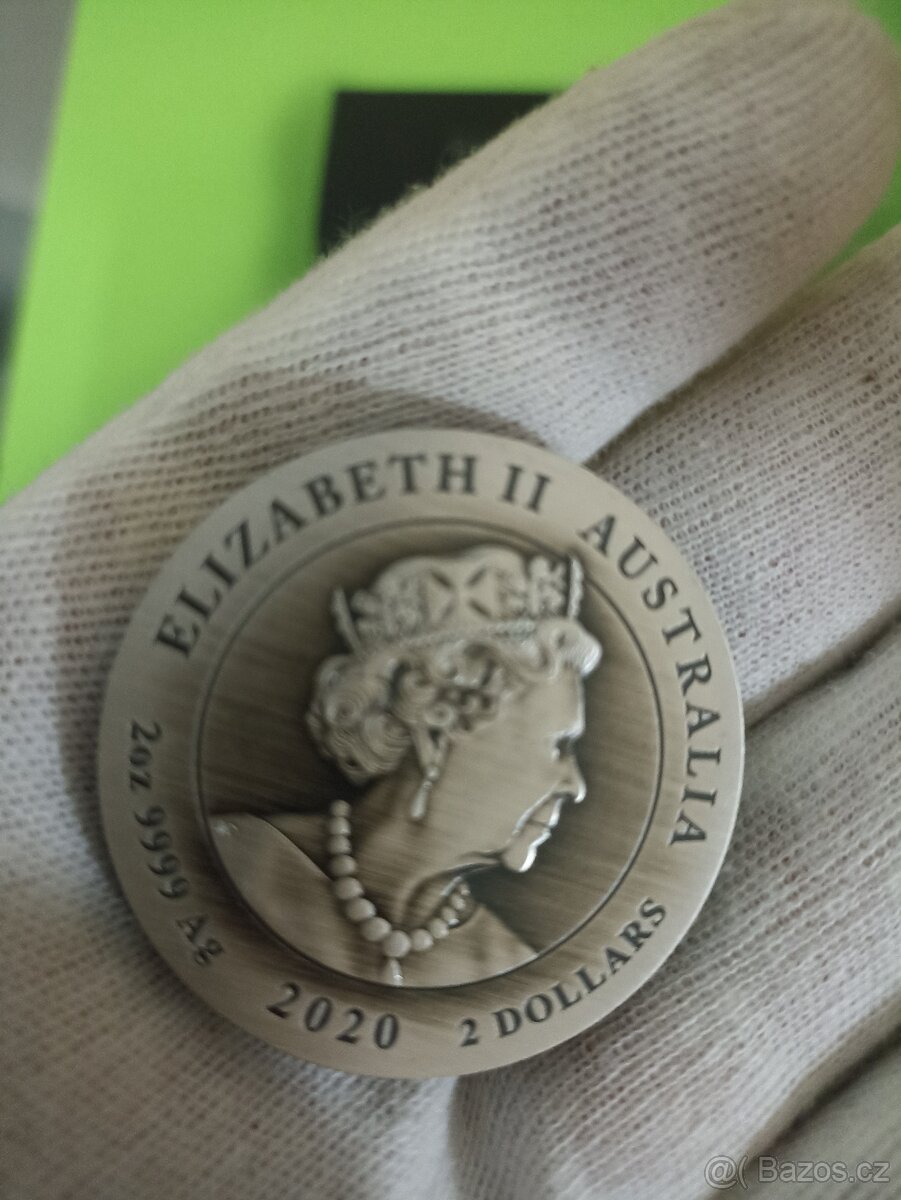 ELIZABETH II AUSTRALIA
2oz 9999 Ag
2020
2 DOLLARS
@( Bazos.cz